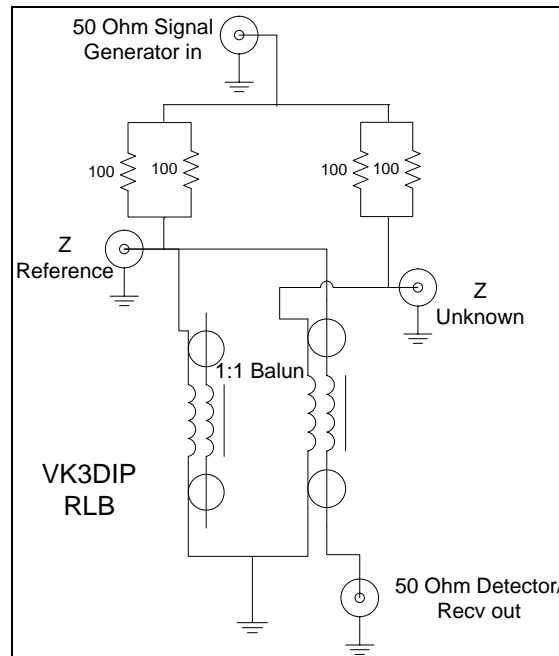 50 Ohm Signal
Generator in
100
100
100
100
Z
Reference
Z
Unknown
1:1 Balun
VK3DIP
RLB
50 Ohm Detector/
Recv out